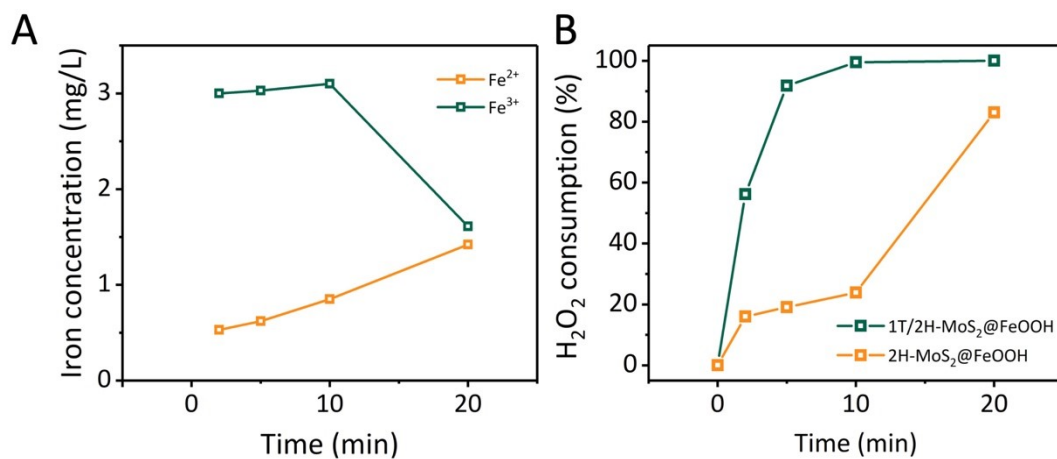 A
Iron concentration (mg/L)
3
2
1
0
0
10
20
Time (min)
Fe²⁺
Fe³⁺
B
H₂O₂ consumption (%)
100
80
60
40
20
0
0
10
20
Time (min)
1T/2H-MoS₂@FeOOH
2H-MoS₂@FeOOH